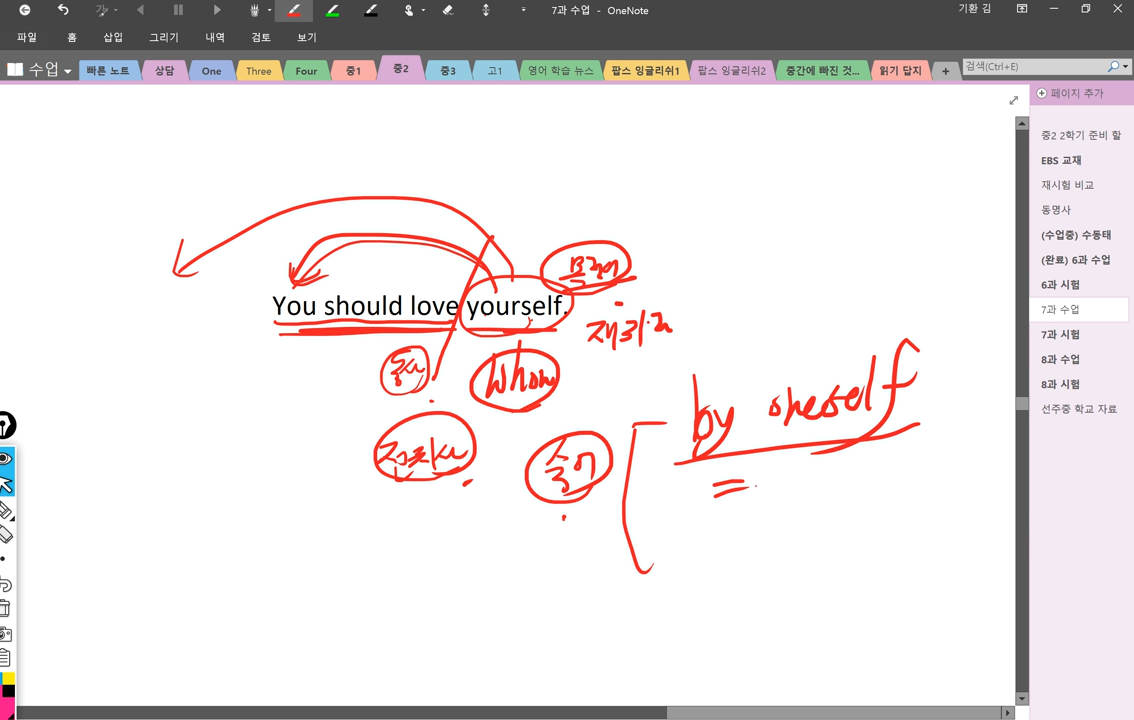 7과 수업 - OneNote
기환 김
파일 홈 삽입 그리기 내역 검토 보기
수업 빠른 노트 상담 One Three Four 중1 중2 중3 고1 영어 학습 뉴스 팝스 잉글리쉬1 팝스 잉글리쉬2 중간에 빠진 것... 읽기 답지 + 검색(Ctrl+E)
페이지 추가
중2 2학기 준비 할
EBS 교재
재시험 비교
동명사
(수업중) 수동태
(완료) 6과 수업
6과 시험
7과 수업
7과 시험
8과 수업
8과 시험
선주중 학교 자료
목적어
You should love yourself.
재귀
동사
whom
by oneself
전치사
숙어
=